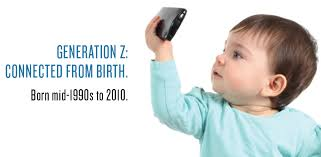 GENERATION Z:
CONNECTED FROM BIRTH.
Born mid-1990s to 2010.